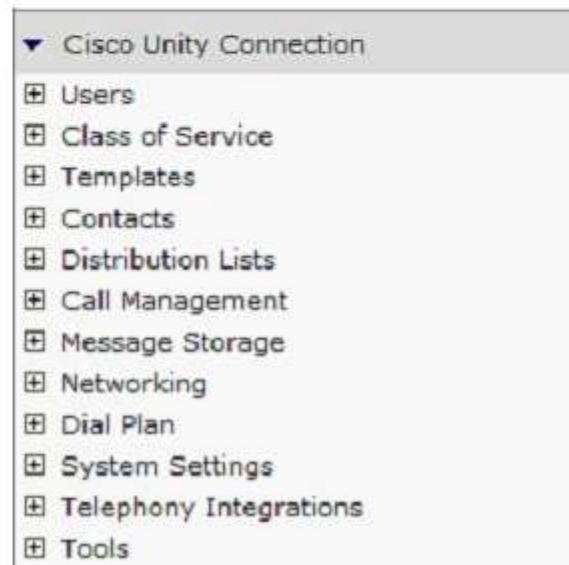 Cisco Unity Connection
Users
Class of Service
Templates
Contacts
Distribution Lists
Call Management
Message Storage
Networking
Dial Plan
System Settings
Telephony Integrations
Tools